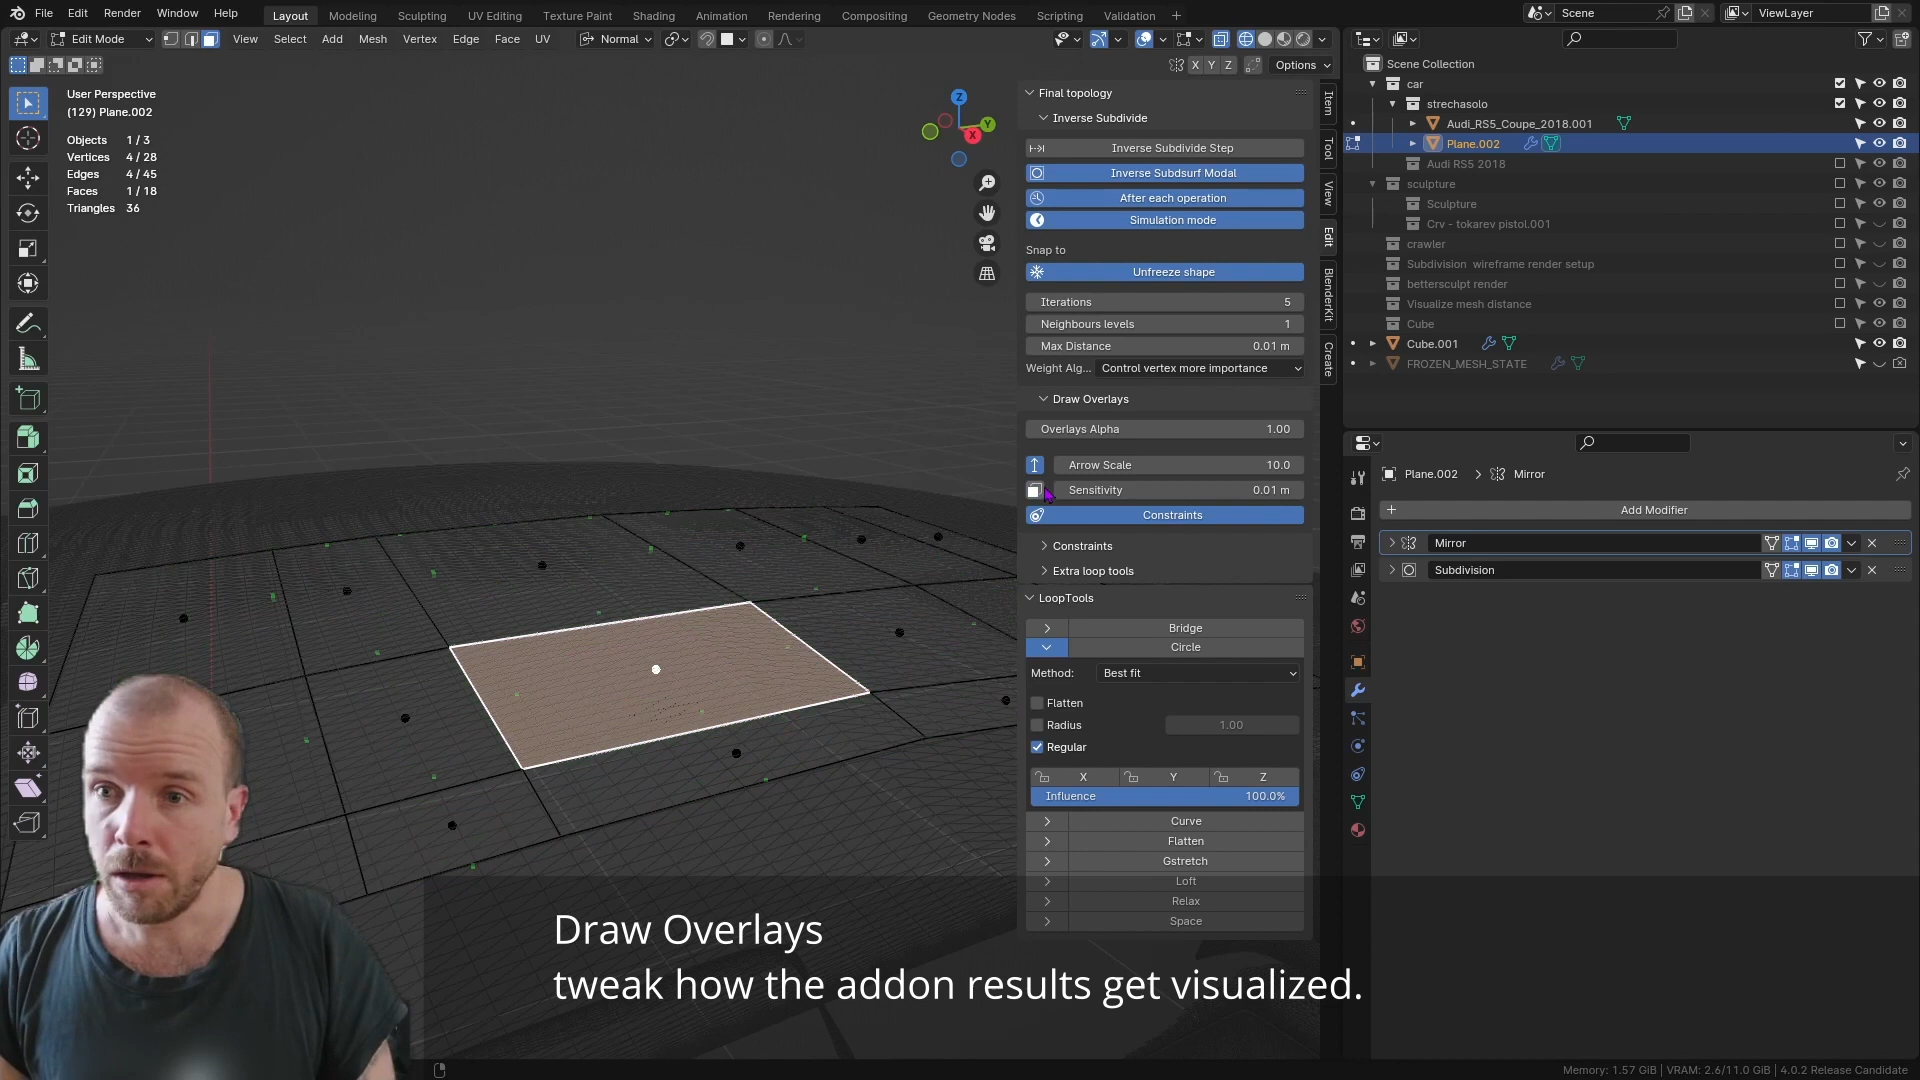 File Edit Render Window Help
Layout Modeling Sculpting UV Editing Texture Paint Shading Animation Rendering Compositing Geometry Nodes Scripting Validation +
Scene
ViewLayer
Edit Mode
View Select Add Mesh Vertex Edge Face UV
Normal
X Y Z
Options
User Perspective
(129) Plane.002
Objects 1 / 3
Vertices 4 / 28
Edges 4 / 45
Faces 1 / 18
Triangles 36
Z
Y
X
Final topology
Inverse Subdivide
Inverse Subdivide Step
Inverse Subdsurf Modal
After each operation
Simulation mode
Snap to
Unfreeze shape
Iterations 5
Neighbours levels 1
Max Distance 0.01 m
Weight Alg... Control vertex more importance
Draw Overlays
Overlays Alpha 1.00
Arrow Scale 10.0
Sensitivity 0.01 m
Constraints
Constraints
Extra loop tools
LoopTools
Bridge
Circle
Method: Best fit
Flatten
Radius 1.00
Regular
X Y Z
Influence 100.0%
Curve
Flatten
Gstretch
Loft
Relax
Space
Item
Tool
View
Edit
BlenderKit
Create
Scene Collection
car
strechasolo
Audi_RS5_Coupe_2018.001
Plane.002
Audi RS5 2018
sculpture
Sculpture
Crv - tokarev pistol.001
crawler
Subdivision wireframe render setup
bettersculpt render
Visualize mesh distance
Cube
Cube.001
FROZEN_MESH_STATE
Plane.002 > Mirror
+ Add Modifier
Mirror
Subdivision
Draw Overlays
tweak how the addon results get visualized.
Memory: 1.57 GiB | VRAM: 2.6/11.0 GiB | 4.0.2 Release Candidate